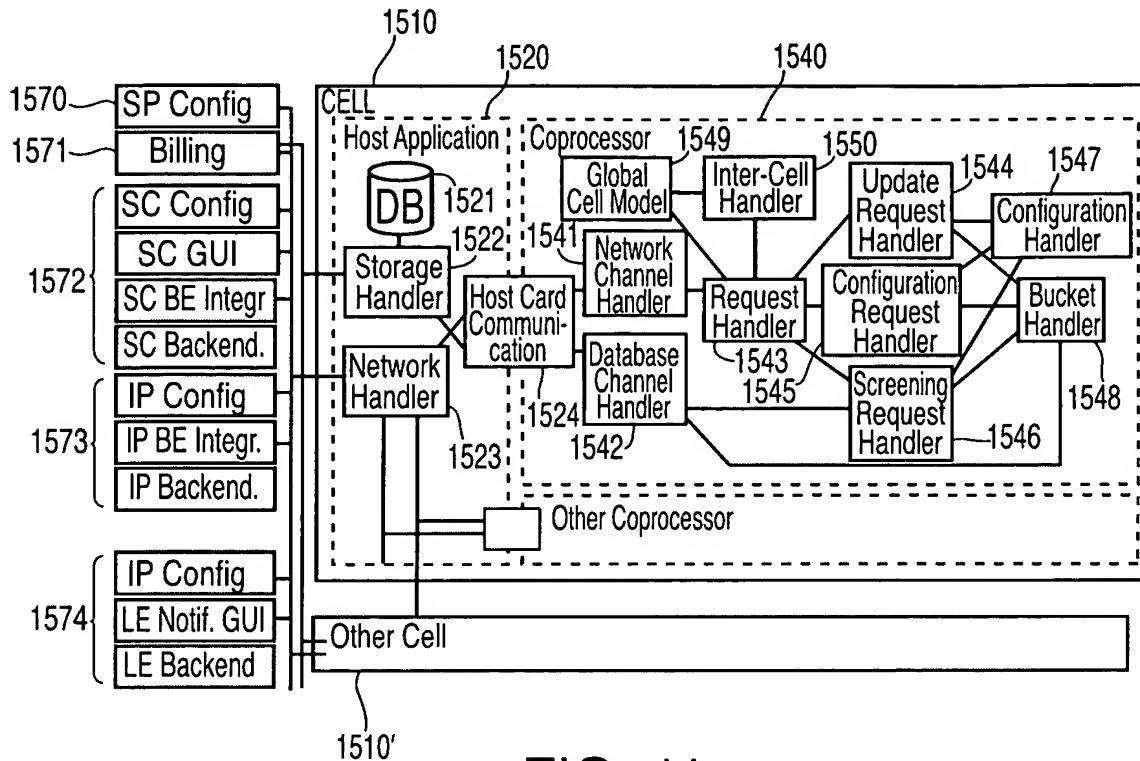 1510
1520
1540
1570
SP Config
1571
Billing
1572
SC Config
SC GUI
SC BE Integr
SC Backend.
1573
IP Config
IP BE Integr.
IP Backend.
1574
IP Config
LE Notif. GUI
LE Backend
CELL
Host Application
DB
1521
1522
Storage
Handler
Network
Handler
1523
Host Card
Communi-
cation
1524
Coprocessor
1549
Global
Cell Model
1550
Inter-Cell
Handler
1541
Network
Channel
Handler
Database
Channel
Handler
1542
Request
Handler
1543
1544
Update
Request
Handler
1547
Configuration
Handler
Configuration
Request
Handler
1545
Bucket
Handler
1548
Screening
Request
Handler
1546
Other Coprocessor
Other Cell
1510'